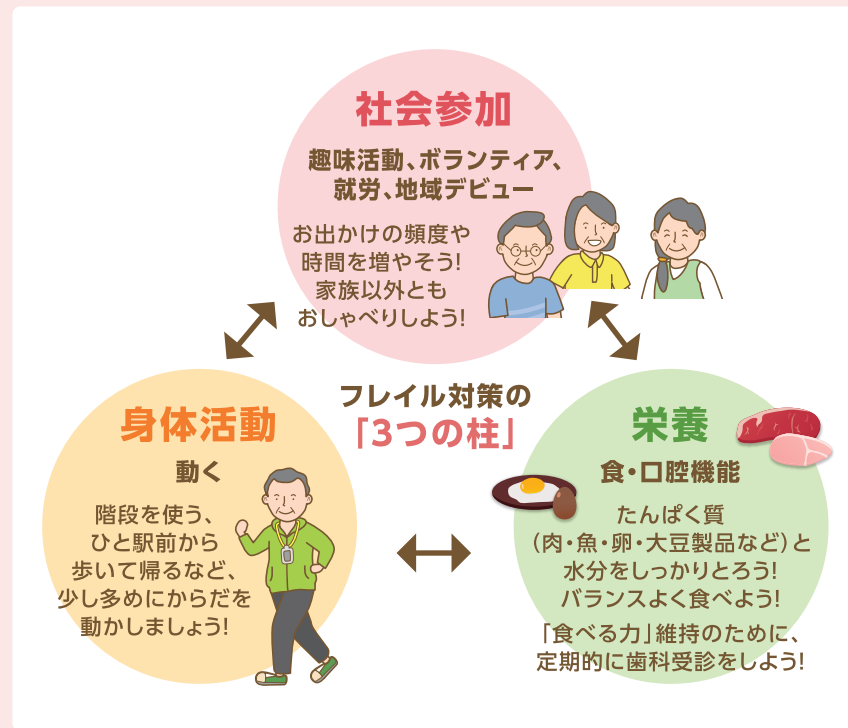 社会参加
趣味活動、ボランティア、
就労、地域デビュー
お出かけの頻度や
時間を増やそう!
家族以外とも
おしゃべりしよう!
フレイル対策の
「3つの柱」
身体活動
動く
階段を使う、
ひと駅前から
歩いて帰るなど、
少し多めにからだを
動かしましょう!
栄養
食・口腔機能
たんぱく質
(肉・魚・卵・大豆製品など)と
水分をしっかりとろう!
バランスよく食べよう!
「食べる力」維持のために、
定期的に歯科受診をしよう!